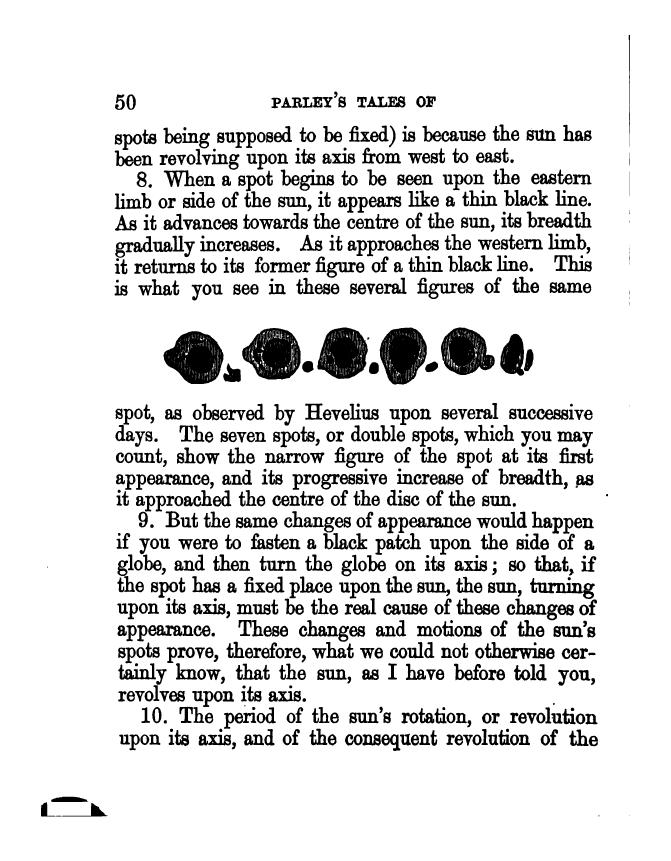 50 PARLEY'S TALES OF
spots being supposed to be fixed) is because the sun has
been revolving upon its axis from west to east.
8. When a spot begins to be seen upon the eastern
limb or side of the sun, it appears like a thin black line.
As it advances towards the centre of the sun, its breadth
gradually increases. As it approaches the western limb,
it returns to its former figure of a thin black line. This
is what you see in these several figures of the same
spot, as observed by Hevelius upon several successive
days. The seven spots, or double spots, which you may
count, show the narrow figure of the spot at its first
appearance, and its progressive increase of breadth, as
it approached the centre of the disc of the sun.
9. But the same changes of appearance would happen
if you were to fasten a black patch upon the side of a
globe, and then turn the globe on its axis; so that, if
the spot has a fixed place upon the sun, the sun, turning
upon its axis, must be the real cause of these changes of
appearance. These changes and motions of the sun's
spots prove, therefore, what we could not otherwise cer-
tainly know, that the sun, as I have before told you,
revolves upon its axis.
10. The period of the sun's rotation, or revolution
upon its axis, and of the consequent revolution of the